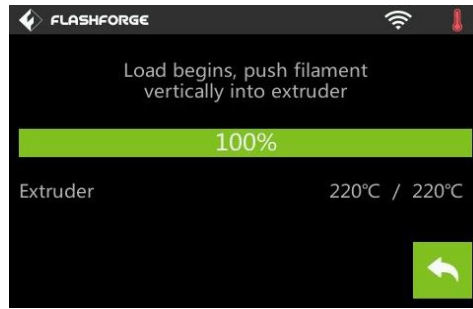 FLASHFORGE
Load begins, push filament
vertically into extruder
100%
Extruder 220℃ / 220℃